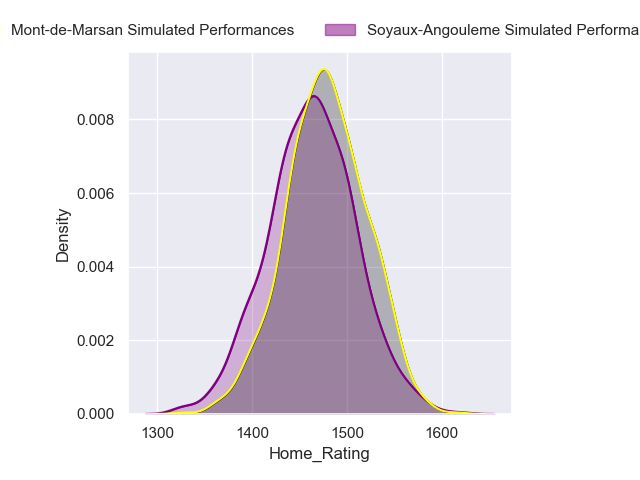 Mont-de-Marsan Simulated Performances
Soyaux-Angouleme Simulated Performa
0.008
0.006
0.004
0.002
0.000
Density
1300
1400
1500
1600
Home_Rating